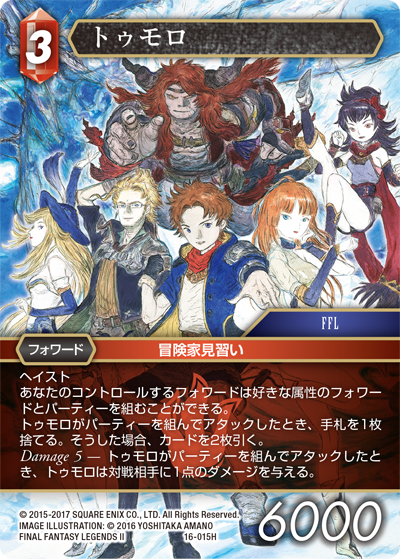 3
トゥモロ
FFL
フォワード
冒険家見習い
ヘイスト
あなたのコントロールするフォワードは好きな属性のフォワー
ドとパーティーを組むことができる。
トゥモロがパーティーを組んでアタックしたとき、手札を1枚
捨てる。そうした場合、カードを2枚引く。
Damage 5 — トゥモロがパーティーを組んでアタックしたと
き、トゥモロは対戦相手に1点のダメージを与える。
© 2015-2017 SQUARE ENIX CO., LTD. All Rights Reserved.
IMAGE ILLUSTRATION: © 2016 YOSHITAKA AMANO
FINAL FANTASY LEGENDS II
16-015H
6000